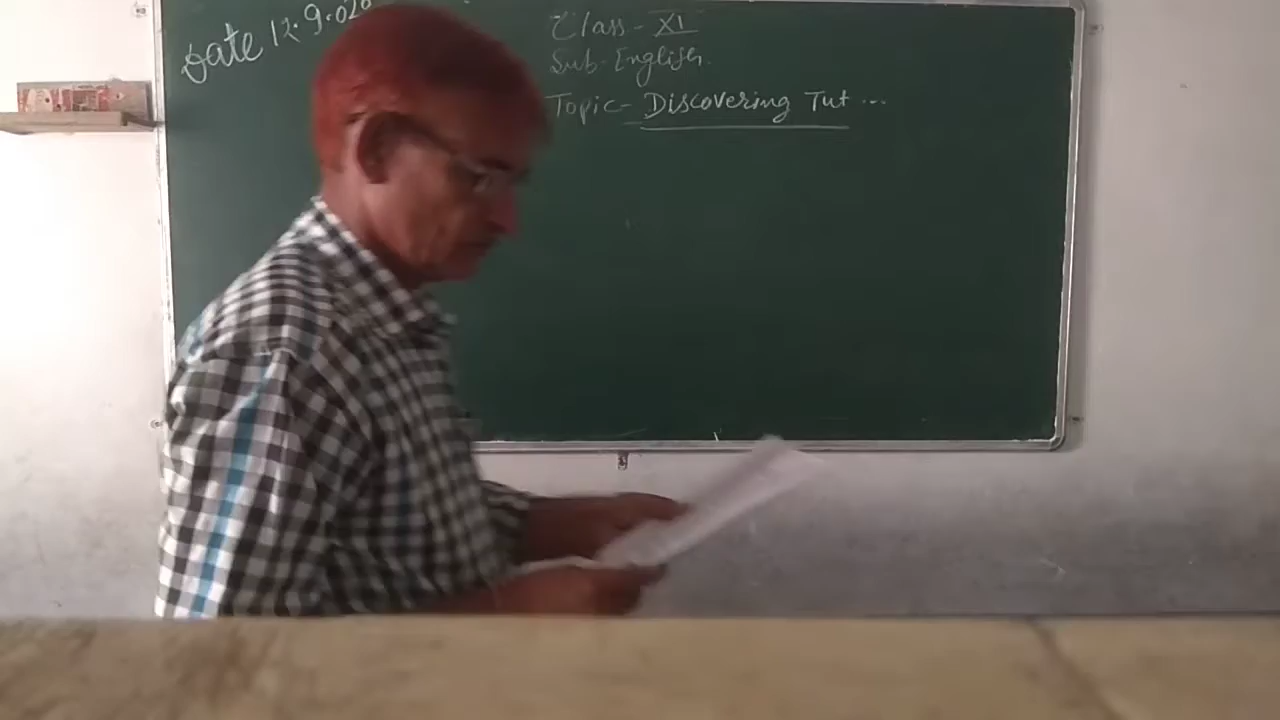 Date 12.9.020
Class - XI
Sub - English.
Topic - Discovering Tut ...